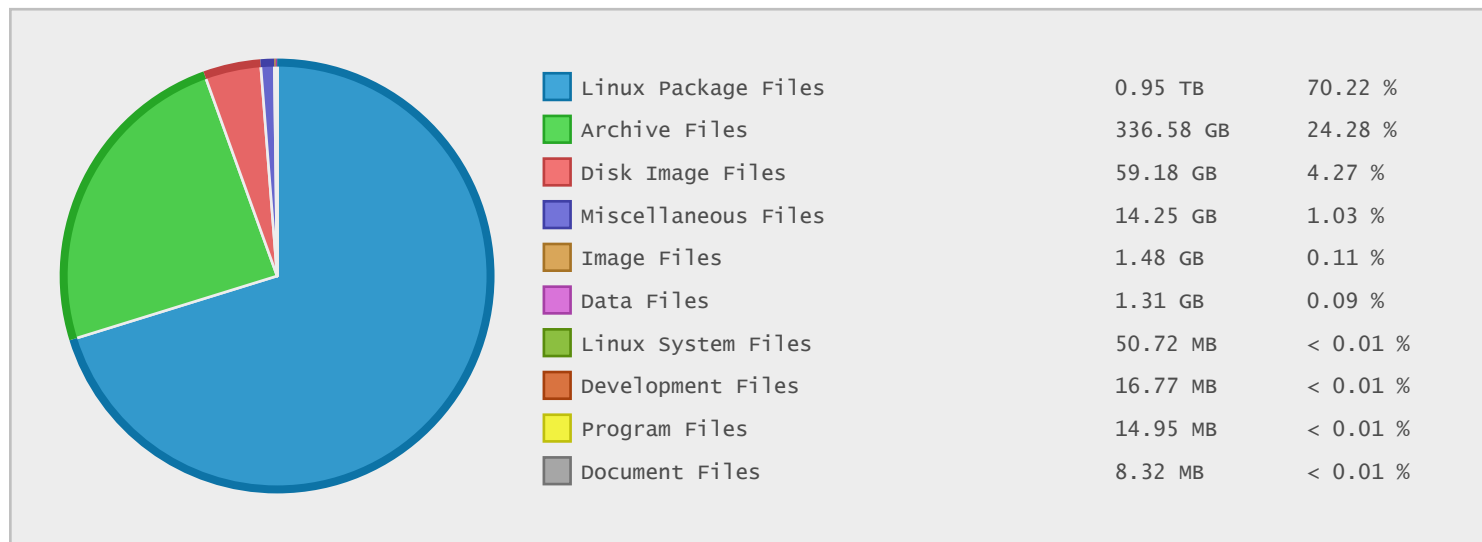 Linux Package Files 0.95 TB 70.22 %
Archive Files 336.58 GB 24.28 %
Disk Image Files 59.18 GB 4.27 %
Miscellaneous Files 14.25 GB 1.03 %
Image Files 1.48 GB 0.11 %
Data Files 1.31 GB 0.09 %
Linux System Files 50.72 MB < 0.01 %
Development Files 16.77 MB < 0.01 %
Program Files 14.95 MB < 0.01 %
Document Files 8.32 MB < 0.01 %